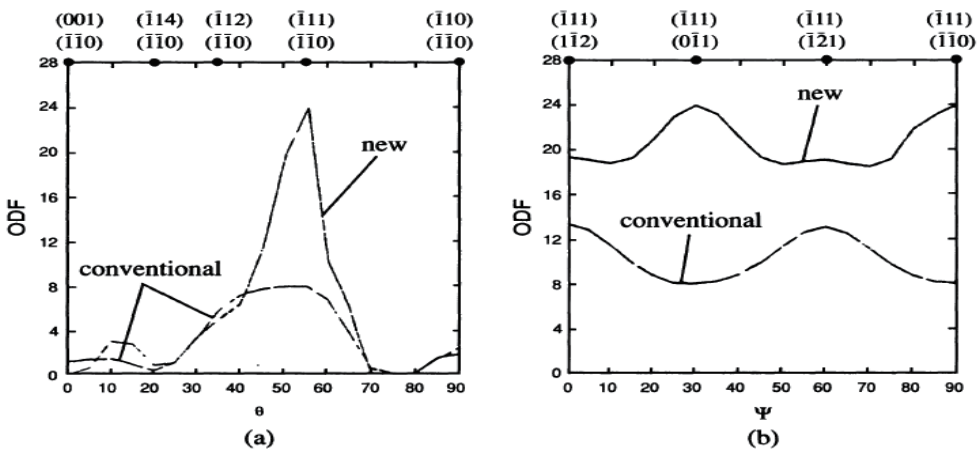 (001) (1̄14) (1̄12) (1̄11) (1̄10)
(1̄1̄0) (1̄1̄0) (1̄1̄0) (1̄1̄0) (1̄1̄0)
28
24
20
16
12
8
4
0
ODF
new
conventional
0 10 20 30 40 50 60 70 80 90
θ
(a)
(1̄11) (1̄11) (1̄11) (1̄11)
(11̄2) (01̄1) (1̄2̄1) (1̄1̄0)
28
24
20
16
12
8
4
0
ODF
new
conventional
0 10 20 30 40 50 60 70 80 90
Ψ
(b)